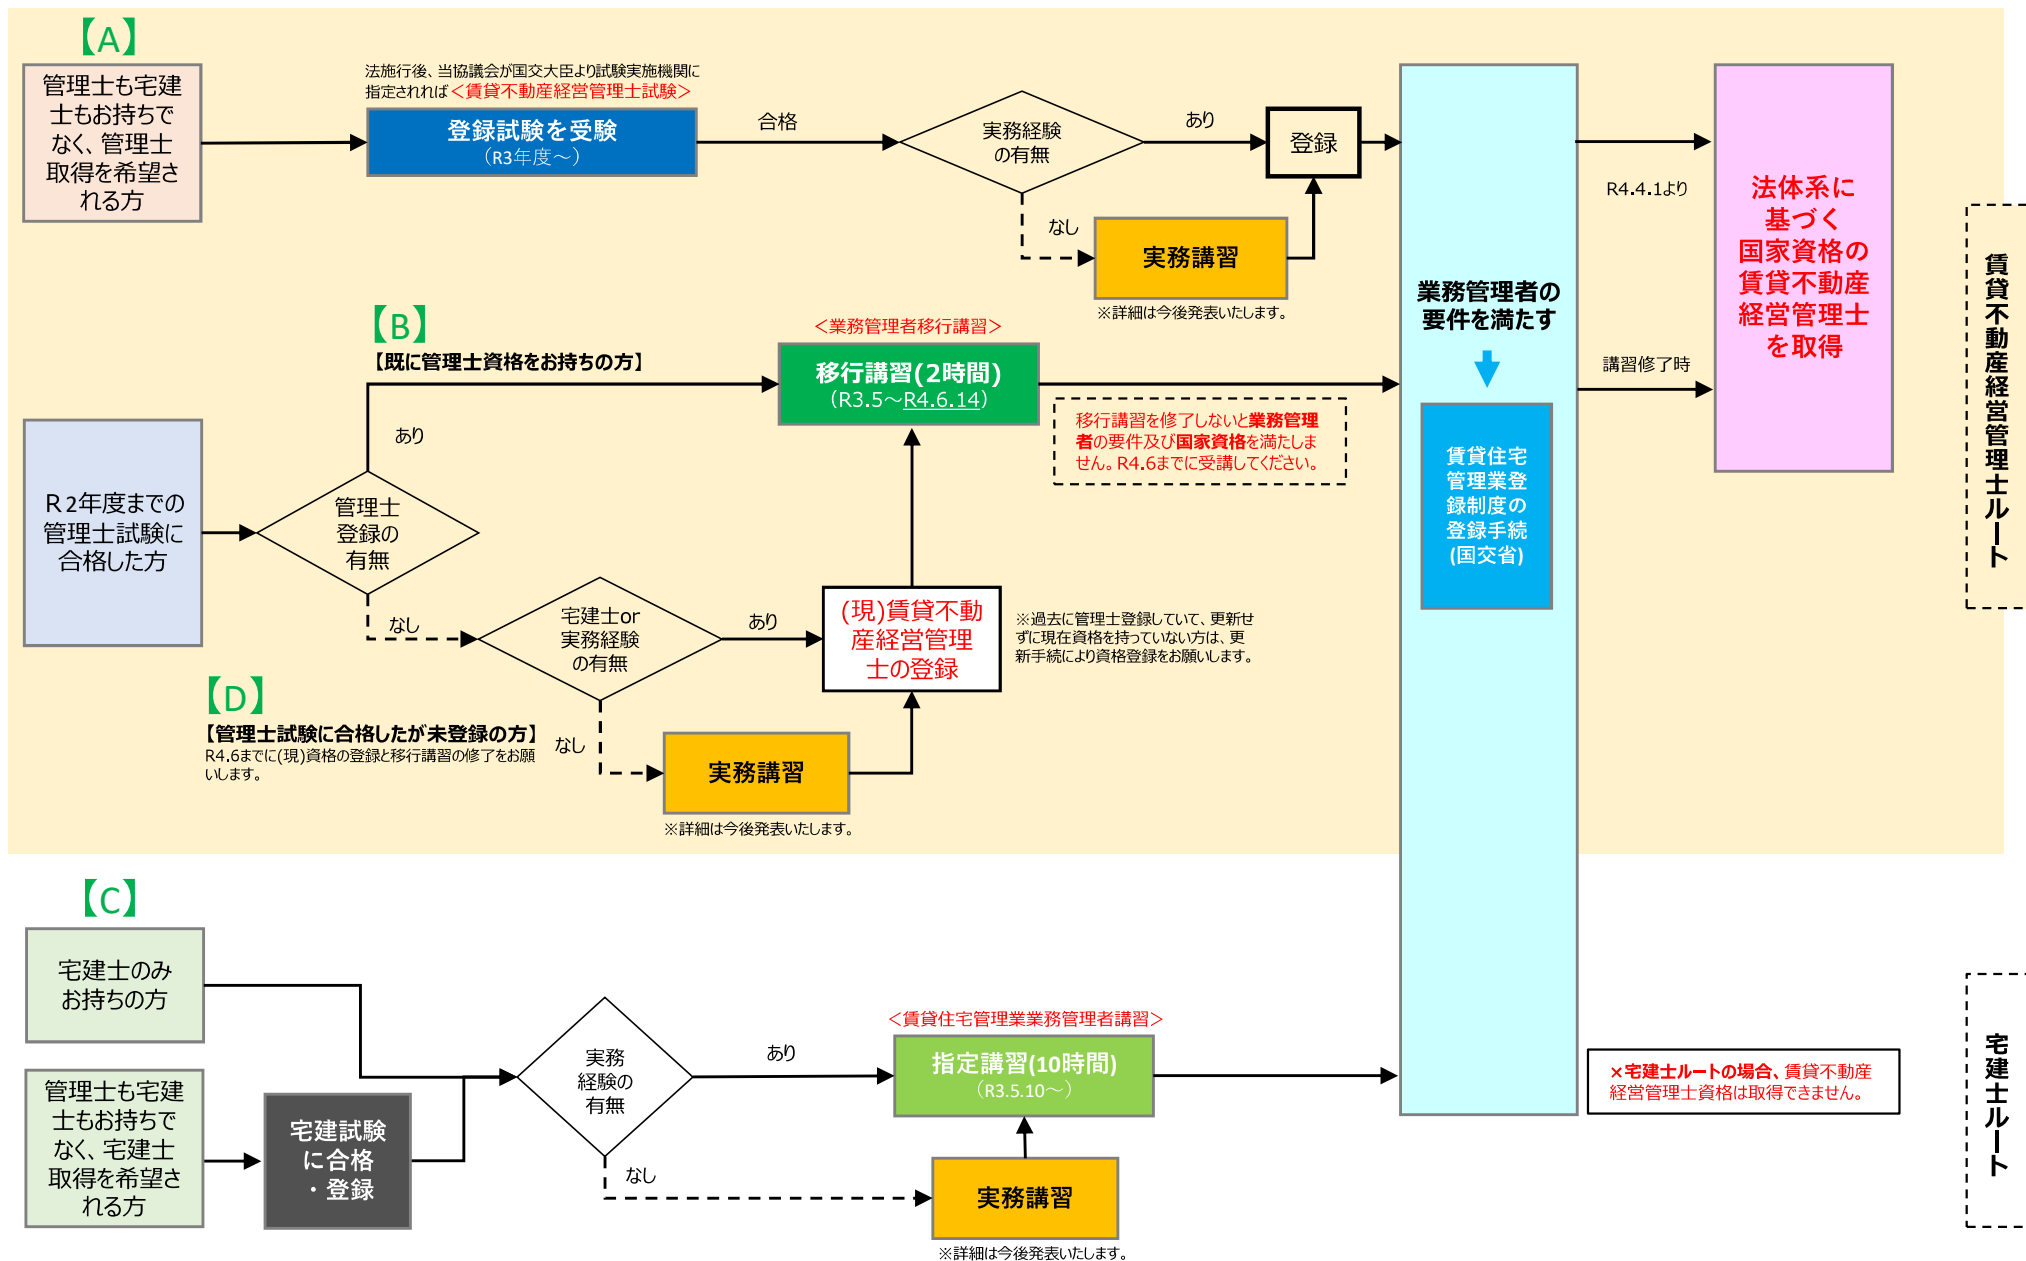 【A】
管理士も宅建
士もお持ちで
なく、管理士
取得を希望さ
れる方
法施行後、当協議会が国交大臣より試験実施機関に
指定されれば＜賃貸不動産経営管理士試験＞
登録試験を受験
（R3年度～）
合格
実務経験
の有無
あり
登録
なし
実務講習
※詳細は今後発表いたします。
【B】
【既に管理士資格をお持ちの方】
＜業務管理者移行講習＞
移行講習(2時間)
（R3.5～R4.6.14）
移行講習を修了しないと業務管理
者の要件及び国家資格を満たしま
せん。R4.6までに受講してください。
あり
Ｒ2年度までの
管理士試験に
合格した方
管理士
登録の
有無
なし
宅建士or
実務経験
の有無
あり
(現)賃貸不動
産経営管理
士の登録
※過去に管理士登録していて、更新せ
ずに現在資格を持っていない方は、更
新手続により資格登録をお願いします。
【D】
【管理士試験に合格したが未登録の方】
R4.6までに(現)資格の登録と移行講習の修了をお願
いします。
なし
実務講習
※詳細は今後発表いたします。
業務管理者の
要件を満たす
賃貸住宅
管理業登
録制度の
登録手続
(国交省)
R4.4.1より
講習修了時
法体系に
基づく
国家資格の
賃貸不動産
経営管理士
を取得
賃貸不動産経営管理士ルート
【C】
宅建士のみ
お持ちの方
管理士も宅建
士もお持ちで
なく、宅建士
取得を希望さ
れる方
宅建試験
に合格
・登録
実務
経験の
有無
あり
＜賃貸住宅管理業業務管理者講習＞
指定講習(10時間)
（R3.5.10～）
なし
実務講習
※詳細は今後発表いたします。
×宅建士ルートの場合、賃貸不動産
経営管理士資格は取得できません。
宅建士ルート